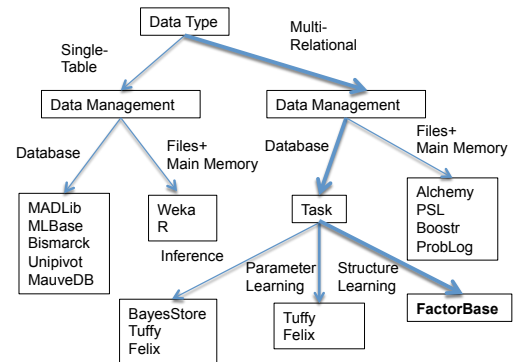 Data Type
Single-
Table
Multi-
Relational
Data Management
Data Management
Database
Files+
Main Memory
Database
Files+
Main Memory
MADLib
MLBase
Bismarck
Unipivot
MauveDB
Weka
R
Task
Alchemy
PSL
Boostr
ProbLog
Inference
Parameter
Learning
Structure
Learning
BayesStore
Tuffy
Felix
Tuffy
Felix
FactorBase